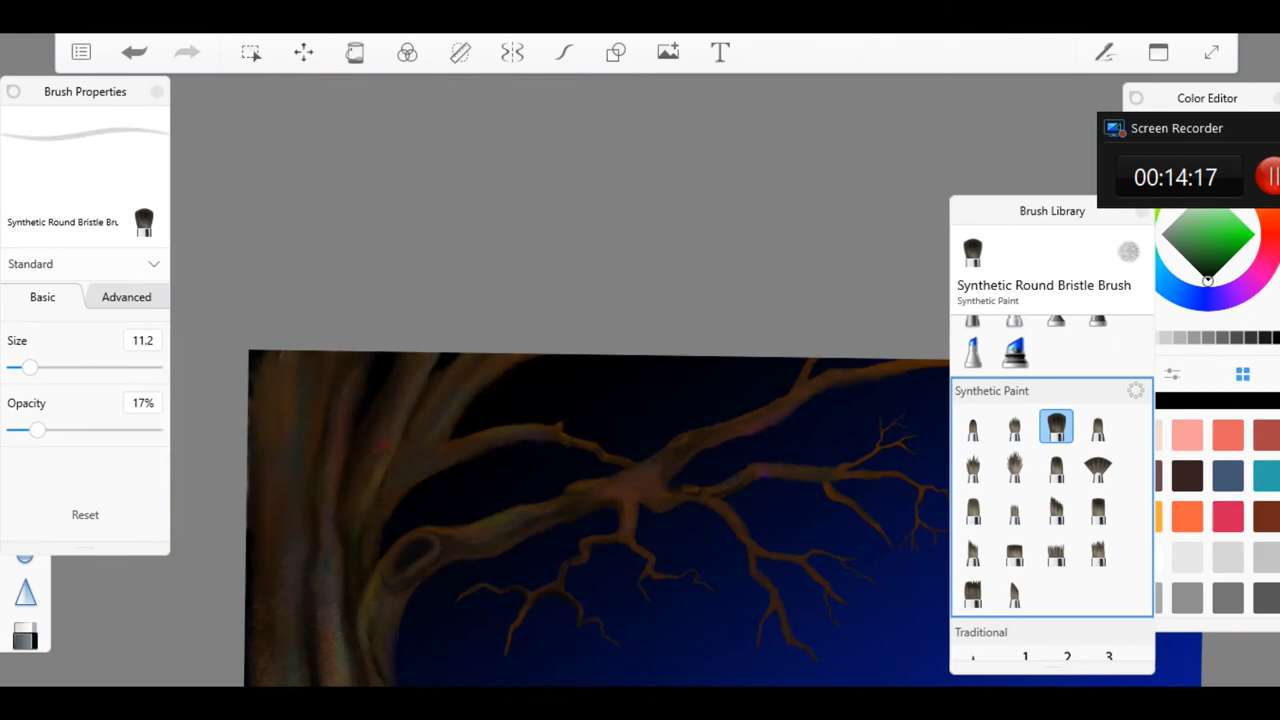 T
Brush Properties
Color Editor
Screen Recorder
00:14:17
Brush Library
Synthetic Round Bristle Bru
Standard
Synthetic Round Bristle Brush
Synthetic Paint
Basic
Advanced
Size
11.2
Synthetic Paint
Opacity
17%
Reset
Traditional
1 2 3